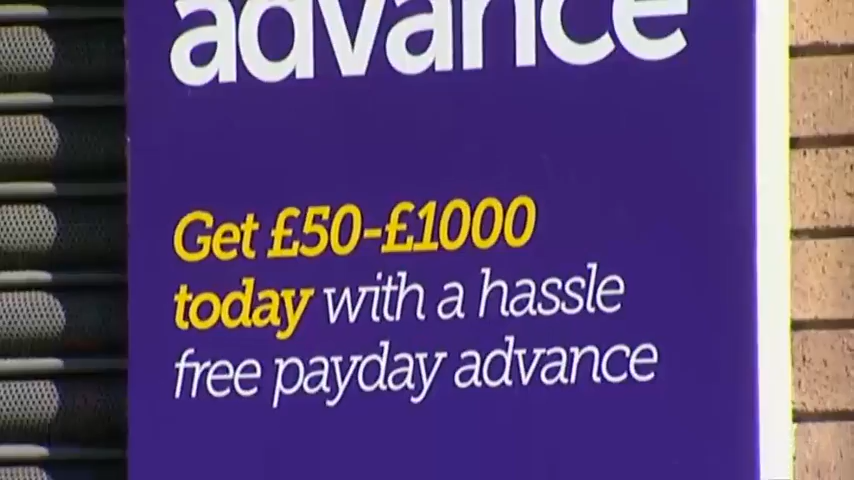 advance
Get £50-£1000
today with a hassle
free payday advance